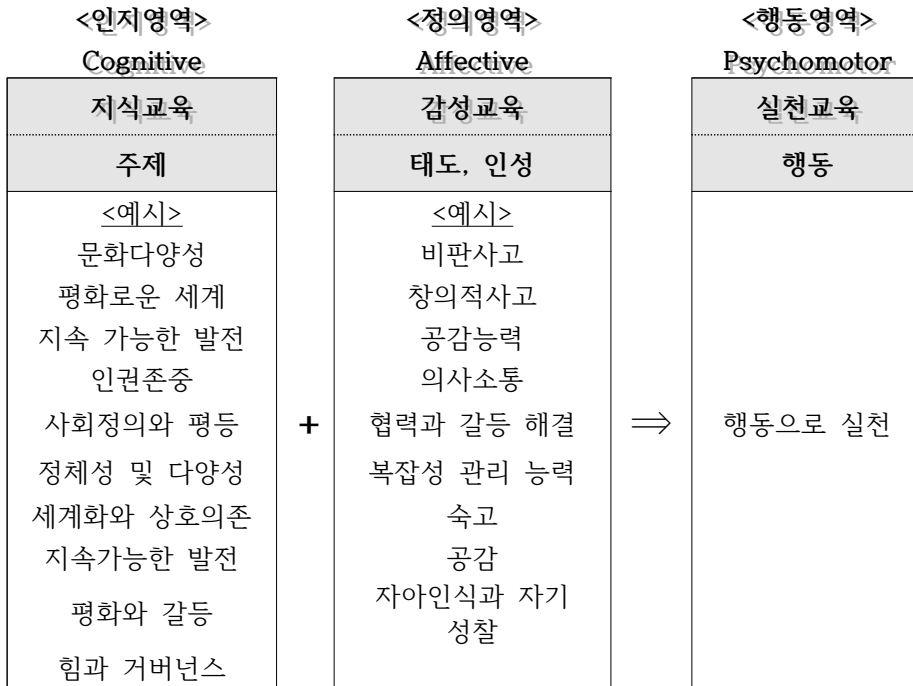 <인지영역>
Cognitive
지식교육
주제
<예시>
문화다양성
평화로운 세계
지속 가능한 발전
인권존중
사회정의와 평등
정체성 및 다양성
세계화와 상호의존
지속가능한 발전
평화와 갈등
힘과 거버넌스
+
<정의영역>
Affective
감성교육
태도, 인성
<예시>
비판사고
창의적사고
공감능력
의사소통
협력과 갈등 해결
복잡성 관리 능력
숙고
공감
자아인식과 자기
성찰
⇒
<행동영역>
Psychomotor
실천교육
행동
행동으로 실천